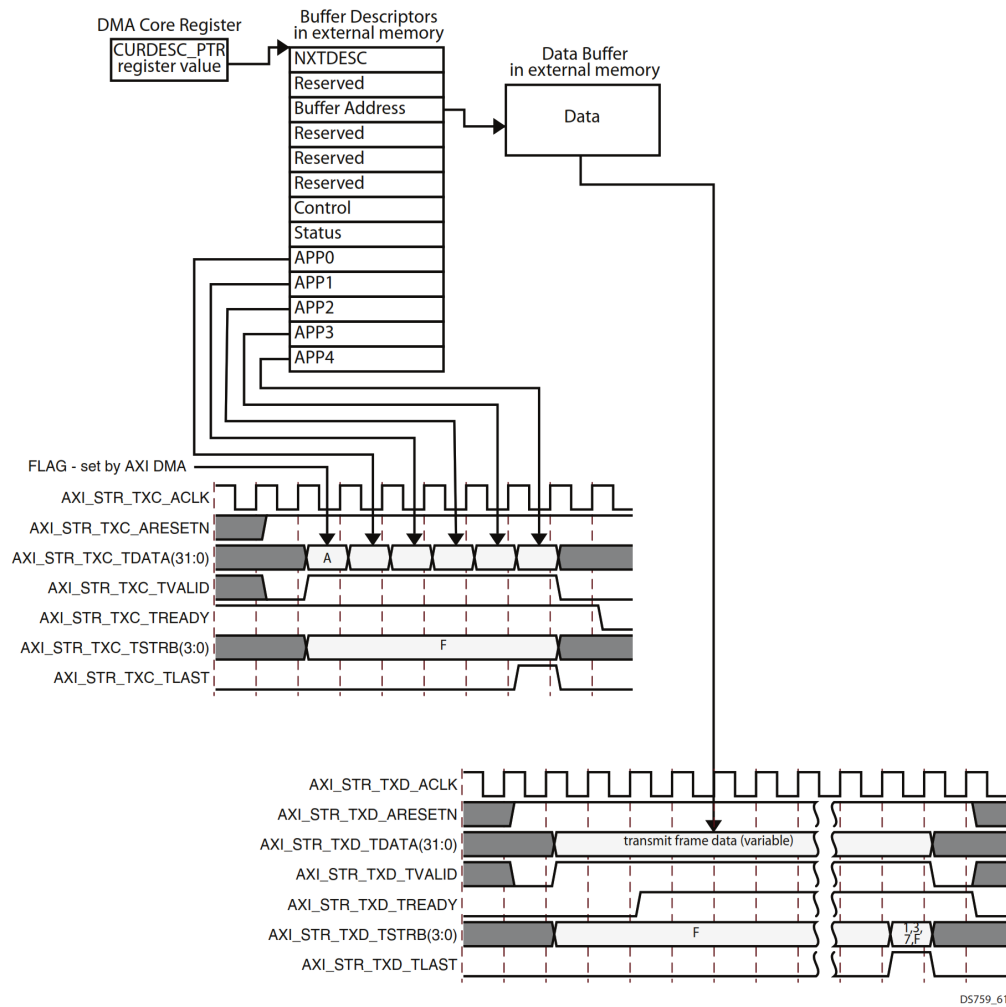 DMA Core Register
CURDESC_PTR
register value
Buffer Descriptors
in external memory
NXTDESC
Reserved
Buffer Address
Reserved
Reserved
Reserved
Control
Status
APP0
APP1
APP2
APP3
APP4
Data Buffer
in external memory
Data
FLAG - set by AXI DMA
AXI_STR_TXC_ACLK
AXI_STR_TXC_ARESETN
AXI_STR_TXC_TDATA(31:0)
A
AXI_STR_TXC_TVALID
AXI_STR_TXC_TREADY
AXI_STR_TXC_TSTRB(3:0)
F
AXI_STR_TXC_TLAST
AXI_STR_TXD_ACLK
AXI_STR_TXD_ARESETN
AXI_STR_TXD_TDATA(31:0)
transmit frame data (variable)
AXI_STR_TXD_TVALID
AXI_STR_TXD_TREADY
AXI_STR_TXD_TSTRB(3:0)
F
1,3,
7,F
AXI_STR_TXD_TLAST
DS759_61